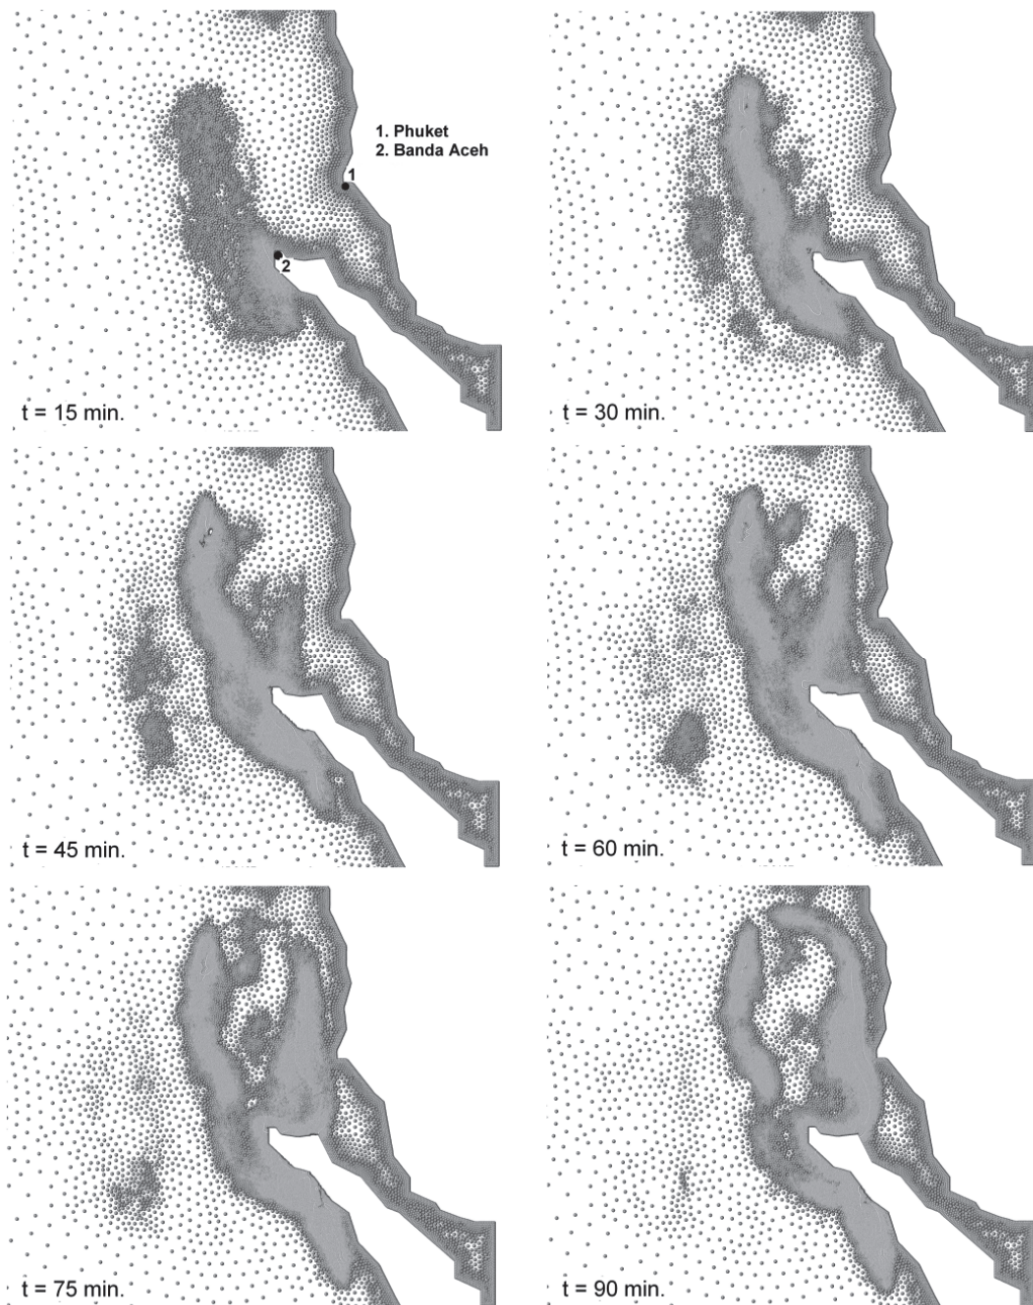 1. Phuket
2. Banda Aceh
1
2
t = 15 min.
t = 30 min.
t = 45 min.
t = 60 min.
t = 75 min.
t = 90 min.